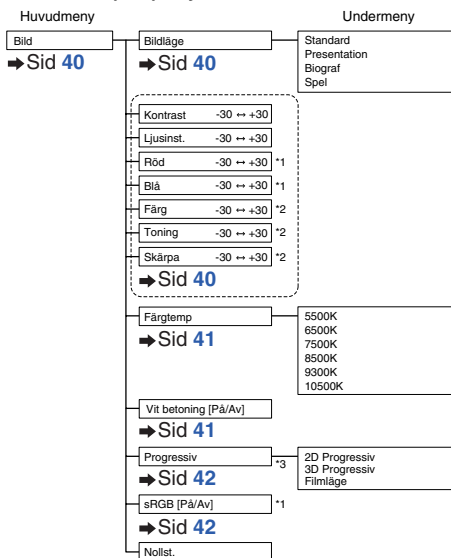 Huvudmeny Undermeny
Bild Bildläge Standard
➡Sid 40 ➡Sid 40 Presentation
Biograf
Spel
Kontrast -30 ↔ +30
Ljusinst. -30 ↔ +30
Röd -30 ↔ +30 *1
Blå -30 ↔ +30 *1
Färg -30 ↔ +30 *2
Toning -30 ↔ +30 *2
Skärpa -30 ↔ +30 *2
➡Sid 40
Färgtemp 5500K
➡Sid 41 6500K
7500K
8500K
9300K
10500K
Vit betoning [På/Av]
➡Sid 41
Progressiv *3 2D Progressiv
➡Sid 42 3D Progressiv
Filmläge
sRGB [På/Av] *1
➡Sid 42
Nollst.